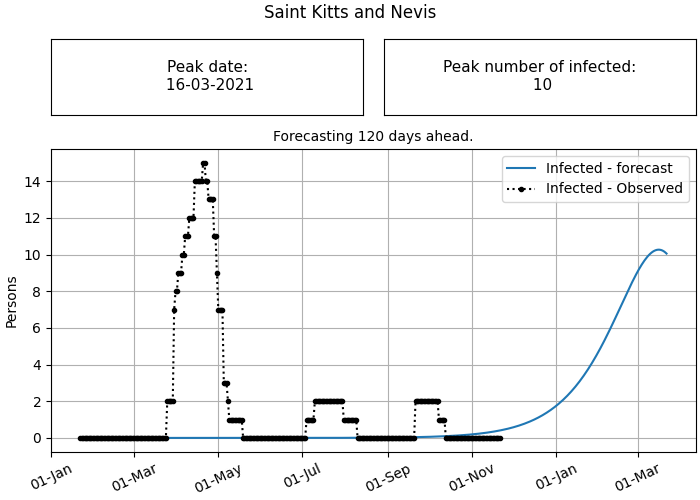 Saint Kitts and Nevis
Peak date:
16-03-2021
Peak number of infected:
10
Forecasting 120 days ahead.
Infected - forecast
Infected - Observed
Persons
14
12
10
8
6
4
2
0
01-Jan
01-Mar
01-May
01-Jul
01-Sep
01-Nov
01-Jan
01-Mar